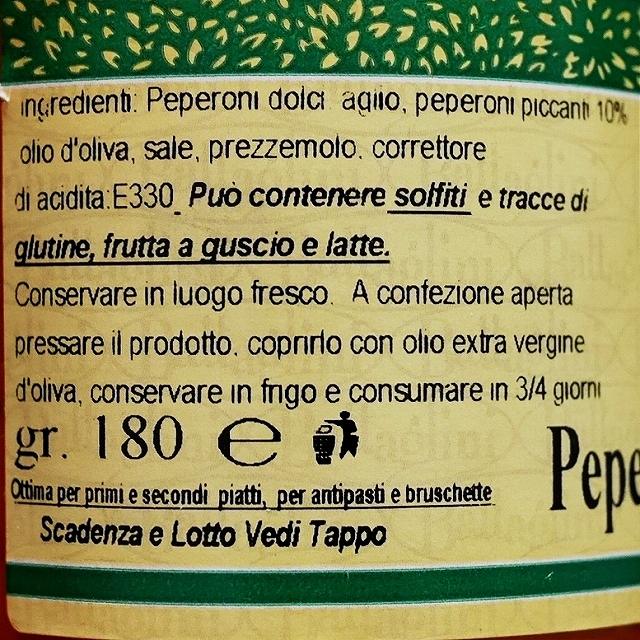 ingredienti: Peperoni dolci aglio, peperoni piccanti 10%
olio d'oliva, sale, prezzemolo. correttore
di acidita:E330 Può contenere solfiti e tracce di
glutine, frutta a guscio e latte.
Conservare in luogo fresco. A confezione aperta
pressare il prodotto. coprirlo con olio extra vergine
d'oliva, conservare in frigo e consumare in 3/4 giorni
gr. 180 e
Pepe
Ottima per primi e secondi piatti, per antipasti e bruschette
Scadenza e Lotto Vedi Tappo